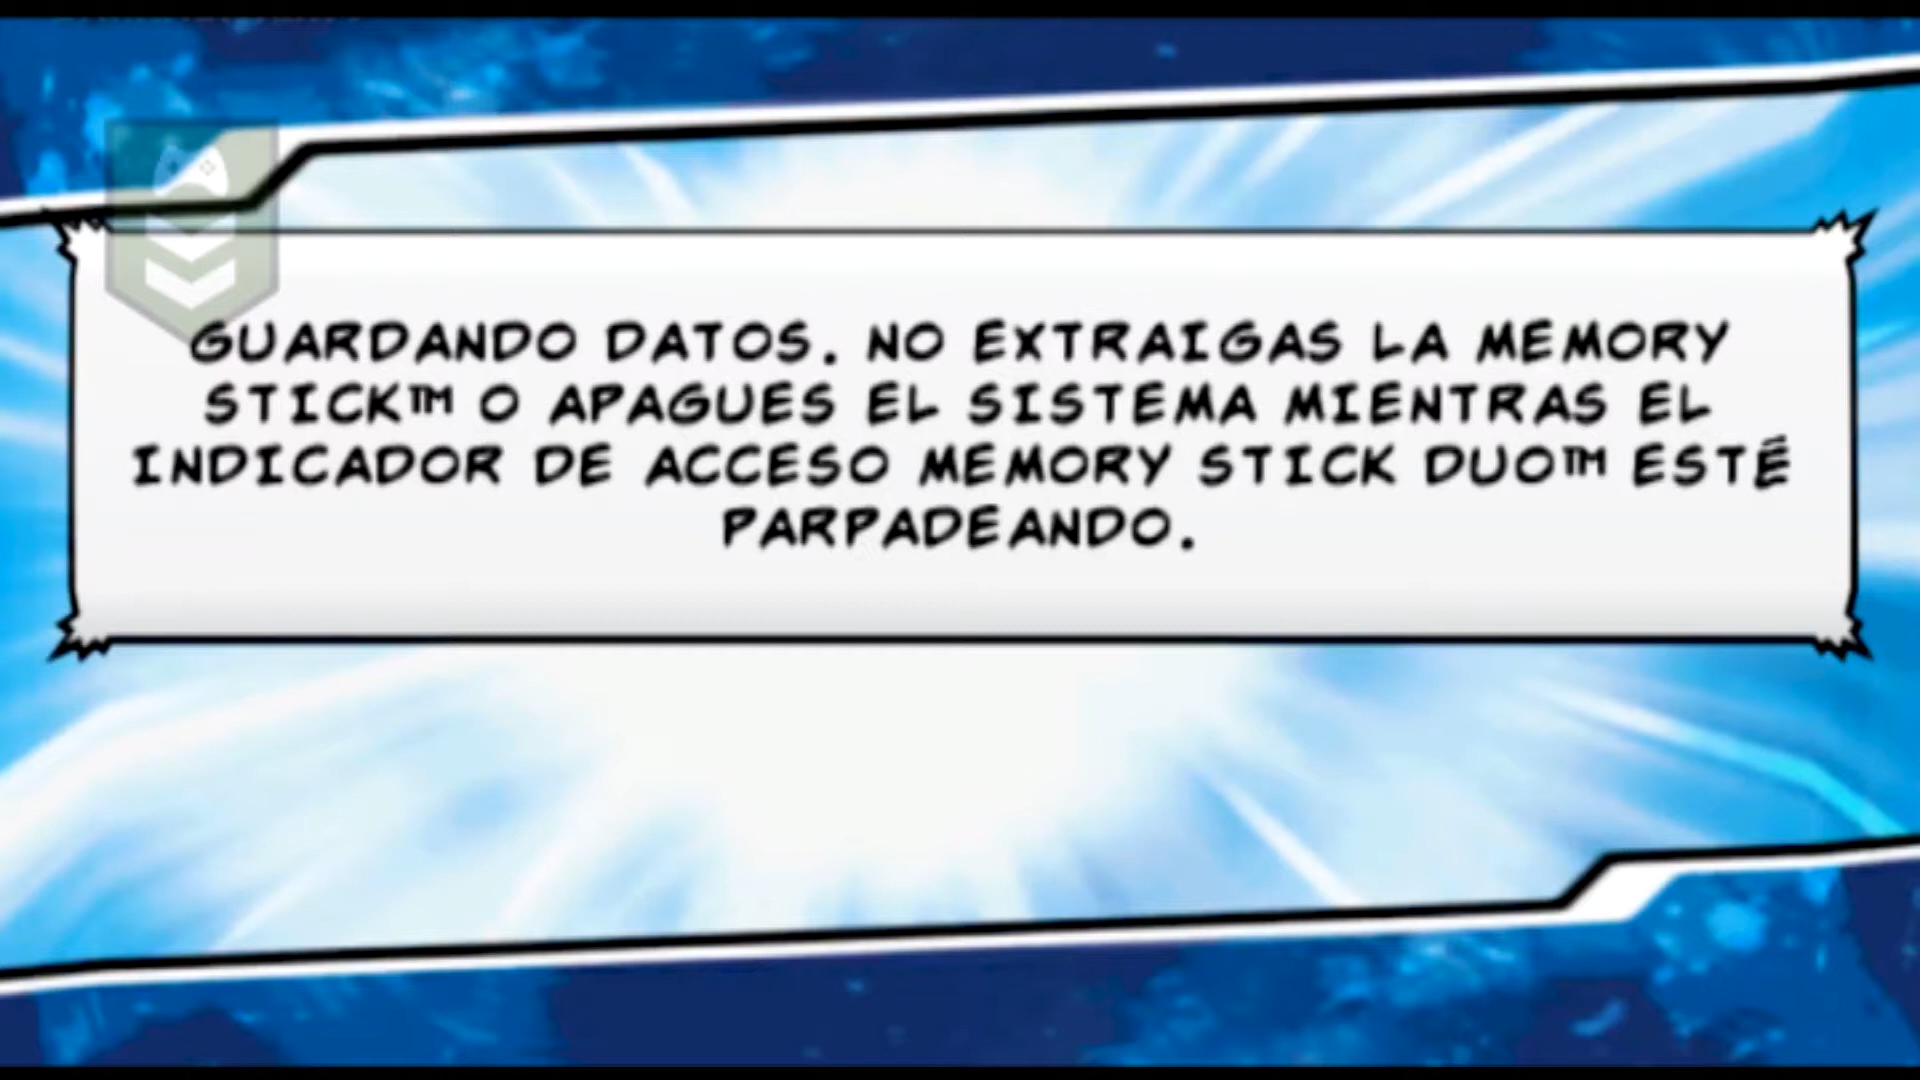 GUARDANDO DATOS. NO EXTRAIGAS LA MEMORY
STICK™ O APAGUES EL SISTEMA MIENTRAS EL
INDICADOR DE ACCESO MEMORY STICK DUO™ ESTÉ
PARPADEANDO.